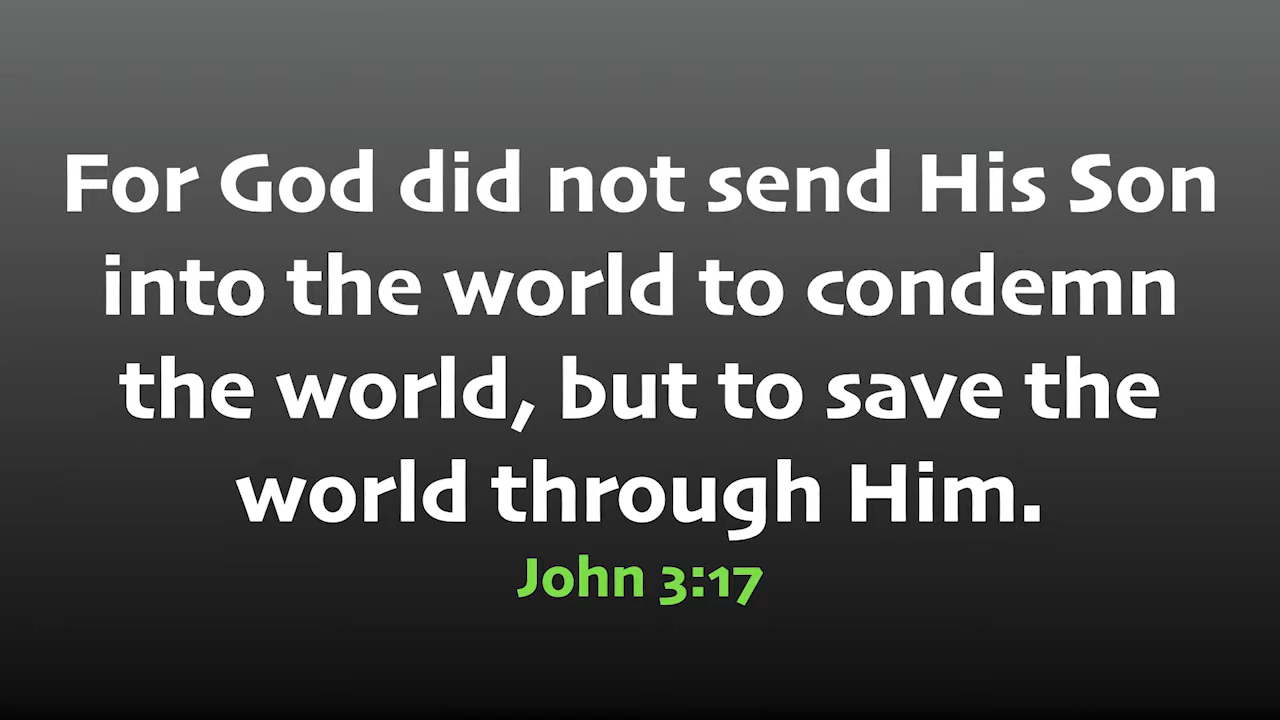 For God did not send His Son
into the world to condemn
the world, but to save the
world through Him.
John 3:17